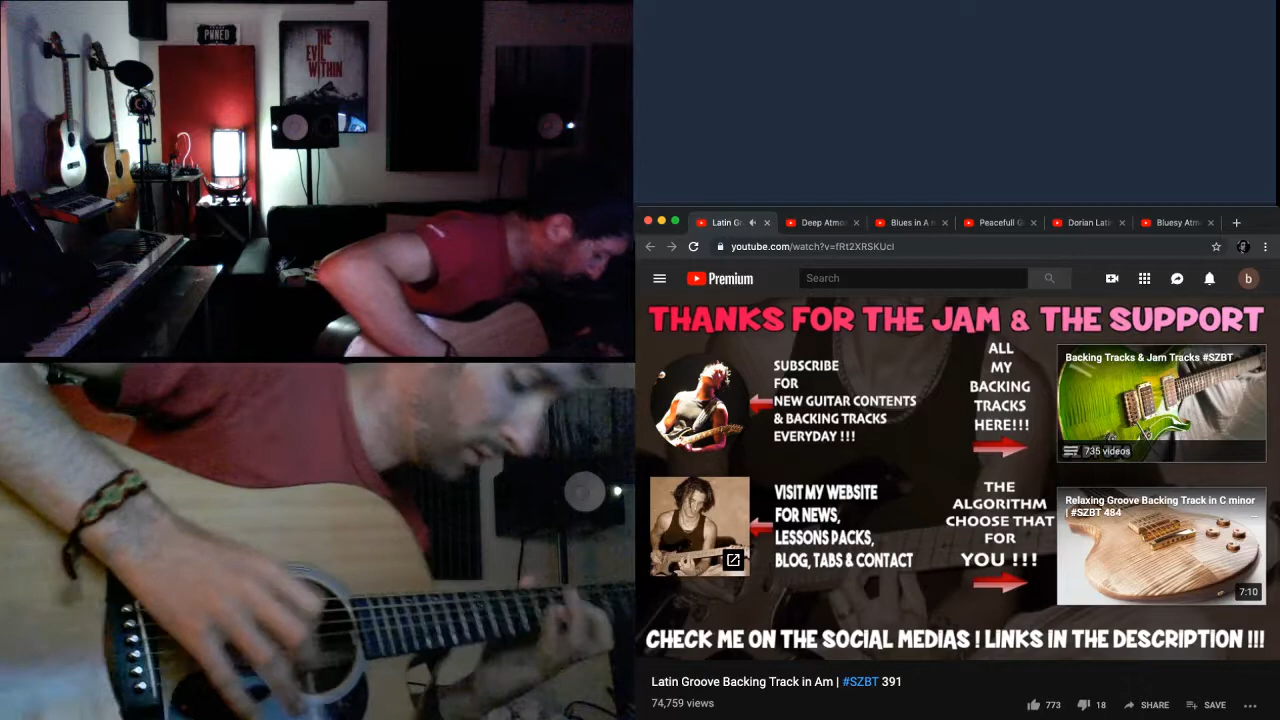 PWNED
THE
EVIL
WITHIN
Latin G
Deep Atmo
Blues in A
Peacefull G
Dorian Lati
Bluesy Atm
youtube.com/watch?v=fRt2XRSKUcI
Premium
Search
b
THANKS FOR THE JAM & THE SUPPORT
SUBSCRIBE
FOR
NEW GUITAR CONTENTS
& BACKING TRACKS
EVERYDAY !!!
ALL
MY
BACKING
TRACKS
HERE!!!
Backing Tracks & Jam Tracks #SZBT
735 videos
VISIT MY WEBSITE
FOR NEWS,
LESSONS PACKS,
BLOG, TABS & CONTACT
THE
ALGORITHM
CHOOSE THAT
FOR
YOU !!!
Relaxing Groove Backing Track in C minor
| #SZBT 484
7:10
CHECK ME ON THE SOCIAL MEDIAS ! LINKS IN THE DESCRIPTION !!!
Latin Groove Backing Track in Am | #SZBT 391
74,759 views
773
18
SHARE
SAVE